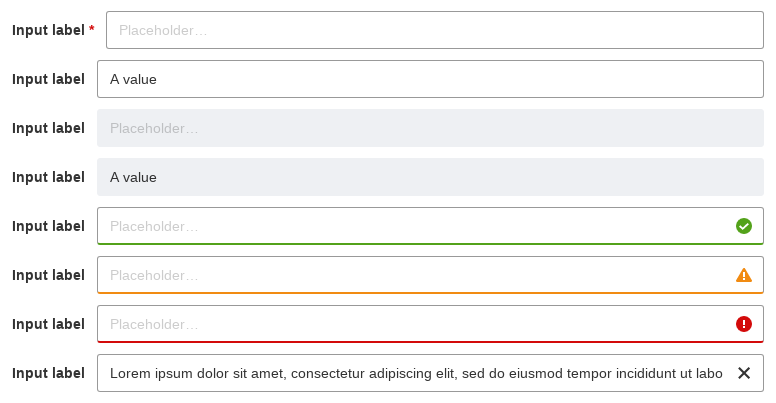 Input label * Placeholder…
Input label A value
Input label Placeholder…
Input label A value
Input label Placeholder…
Input label Placeholder…
Input label Placeholder…
Input label Lorem ipsum dolor sit amet, consectetur adipiscing elit, sed do eiusmod tempor incididunt ut labo